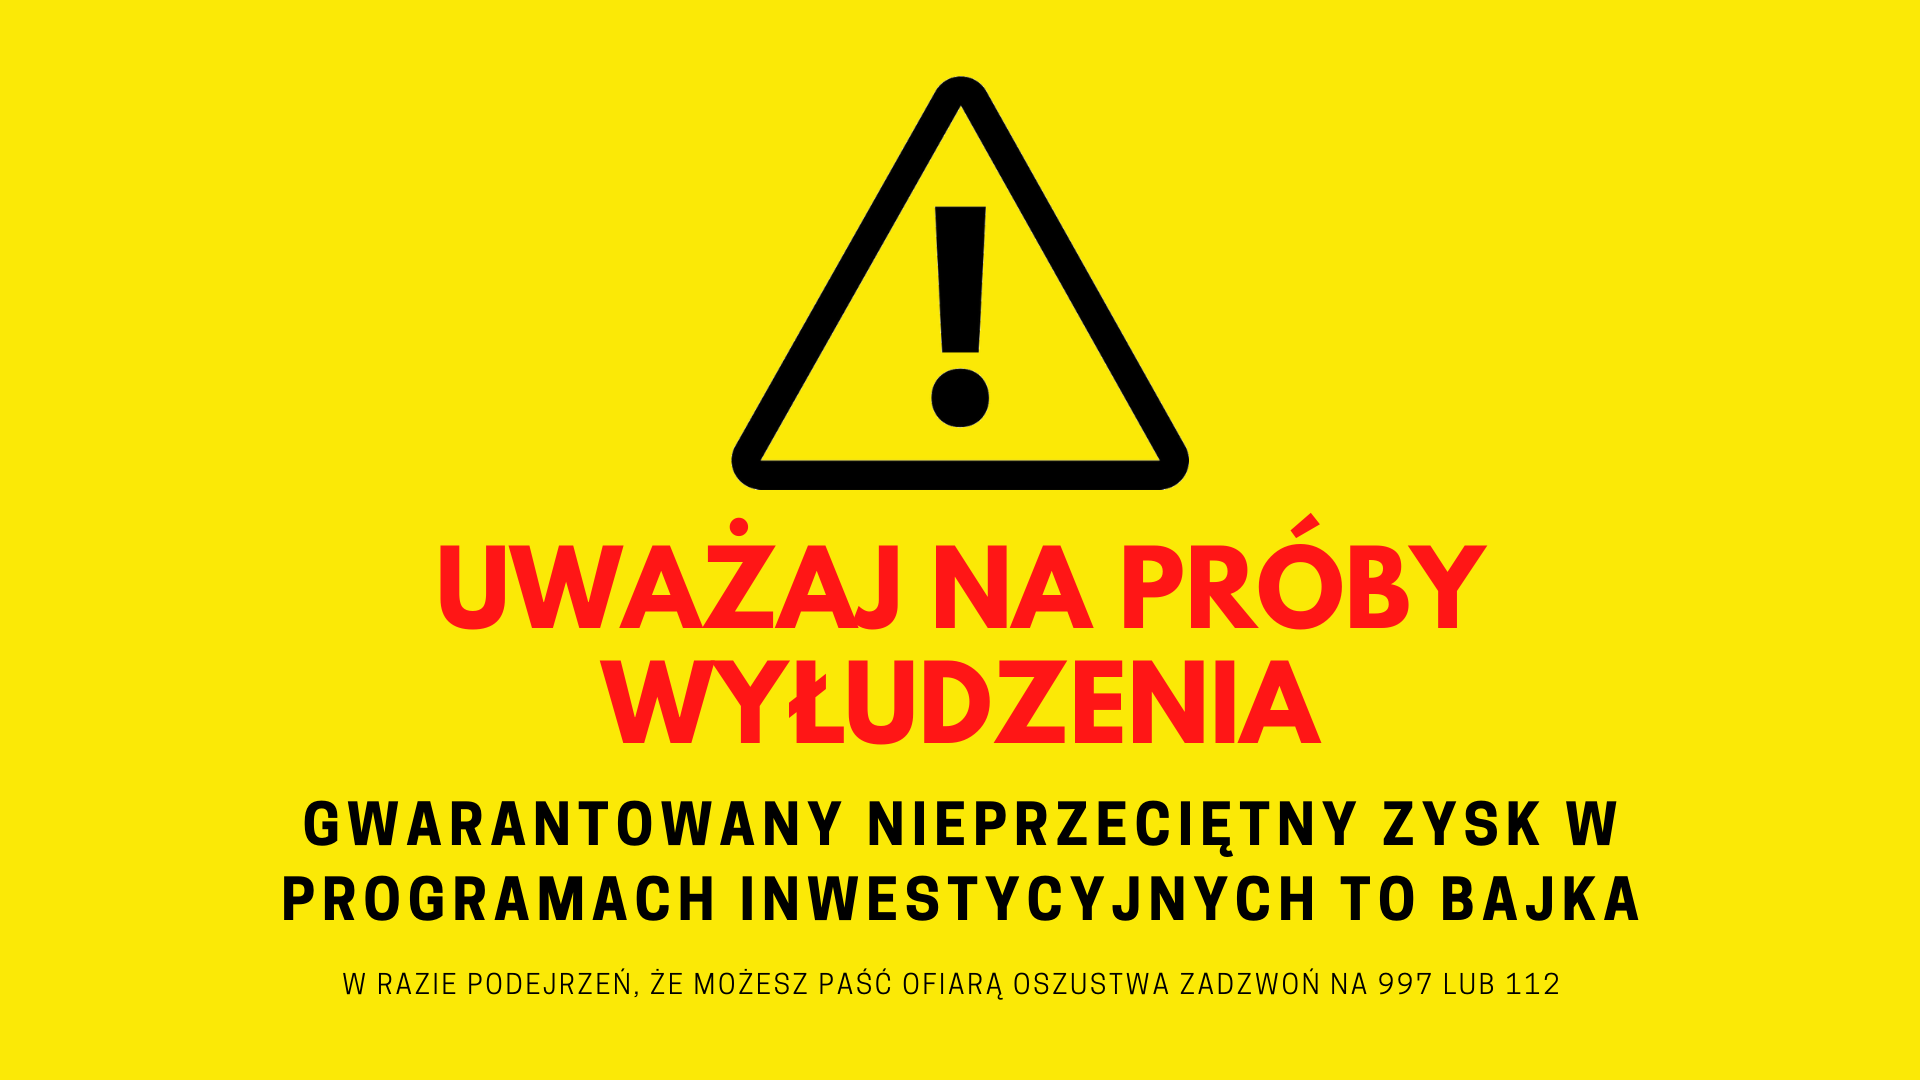 UWAŻAJ NA PRÓBY
WYŁUDZENIA
GWARANTOWANY NIEPRZECIĘTNY ZYSK W
PROGRAMACH INWESTYCYJNYCH TO BAJKA
W RAZIE PODEJRZEŃ, ŻE MOŻESZ PAŚĆ OFIARĄ OSZUSTWA ZADZWOŃ NA 997 LUB 112